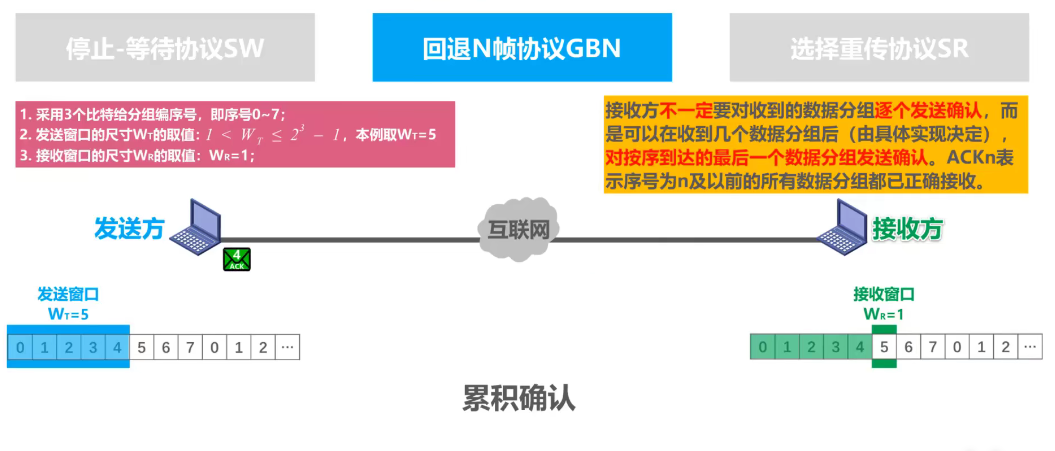 停止-等待协议SW
回退N帧协议GBN
选择重传协议SR
1. 采用3个比特给分组编序号，即序号0~7；
2. 发送窗口的尺寸WT的取值：1 < W_T ≤ 2^3 − 1，本例取WT=5
3. 接收窗口的尺寸WR的取值：WR=1；
接收方不一定要对收到的数据分组逐个发送确认，而
是可以在收到几个数据分组后（由具体实现决定），
对按序到达的最后一个数据分组发送确认。ACKn表
示序号为n及以前的所有数据分组都已正确接收。
发送方
互联网
接收方
4
ACK
发送窗口
WT=5
0 1 2 3 4 5 6 7 0 1 2 …
接收窗口
WR=1
0 1 2 3 4 5 6 7 0 1 2 …
累积确认